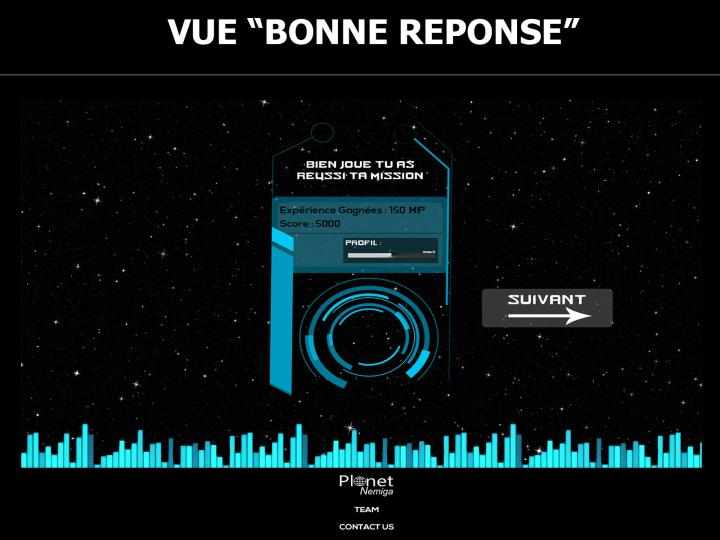 VUE “BONNE REPONSE”
BIEN JOUE TU AS
REUSSI TA MISSION
Expérience Gagnées : 150 XP
Score : 5000
PROFIL :
SUIVANT
Planet
Nemiga
TEAM
CONTACT US